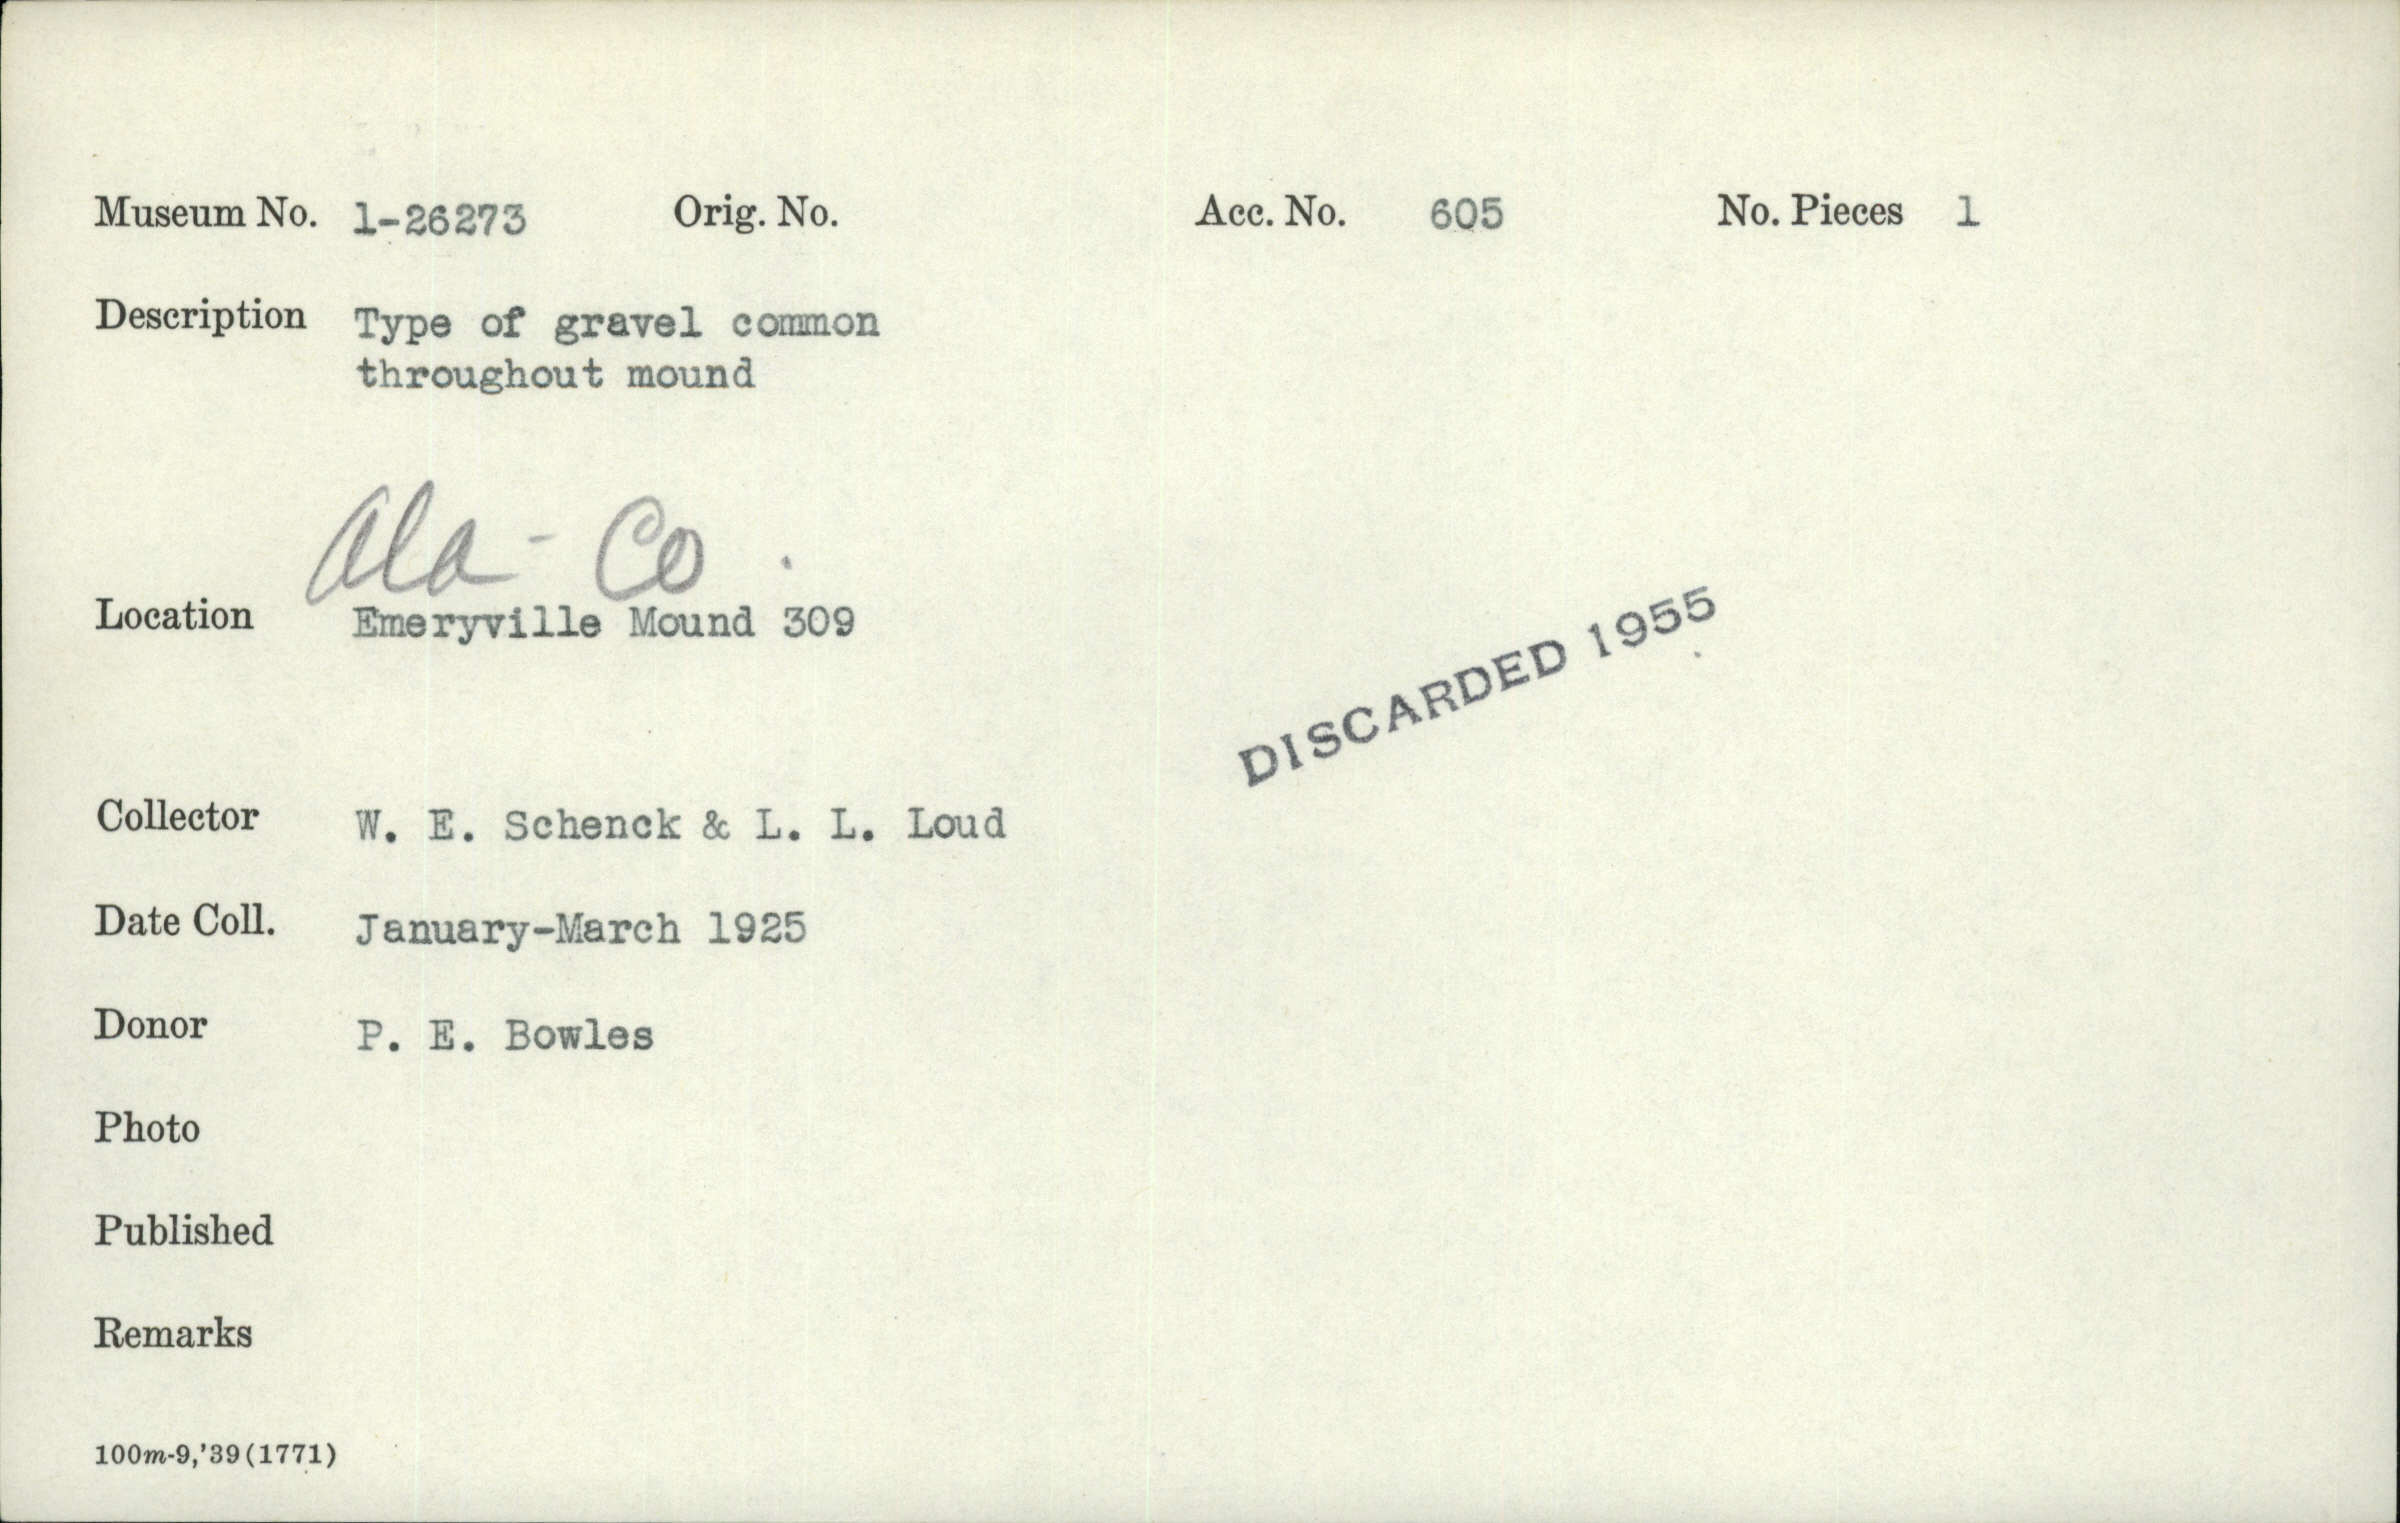 Museum No. 1-26273 Orig. No. Acc. No. 605 No. Pieces 1
Description Type of gravel common
throughout mound
Ala - Co.
Location Emeryville Mound 309
DISCARDED 1955
Collector W. E. Schenck & L. L. Loud
Date Coll. January-March 1925
Donor P. E. Bowles
Photo
Published
Remarks
100m-9,'39(1771)